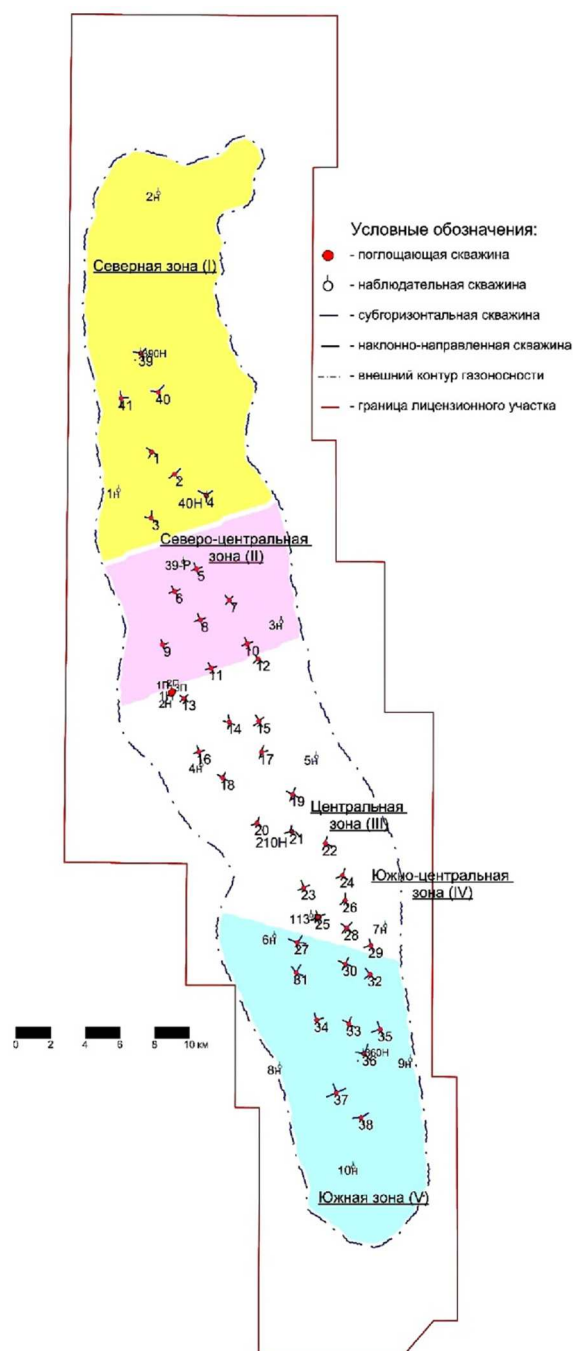 2н
Условные обозначения:
- поглощающая скважина
- наблюдательная скважина
- субгоризонтальная скважина
- наклонно-направленная скважина
- внешний контур газоносности
- граница лицензионного участка
Северная зона (I)
39
40
41
1
2
1н
40Н 4
3
Северо-центральная
зона (II)
39-Р
5
6
7
8
3н
9
10
12
11
1П
1Н
2Н
13
14
15
16
17
4н
5н
18
19
Центральная
зона (III)
20
210Н
21
22
Южно-центральная
зона (IV)
24
23
26
25
28
7н
6н
27
29
30
31
32
34
33
35
36
8н
9н
37
38
10н
Южная зона (V)
0 2 4 6 8 10 км